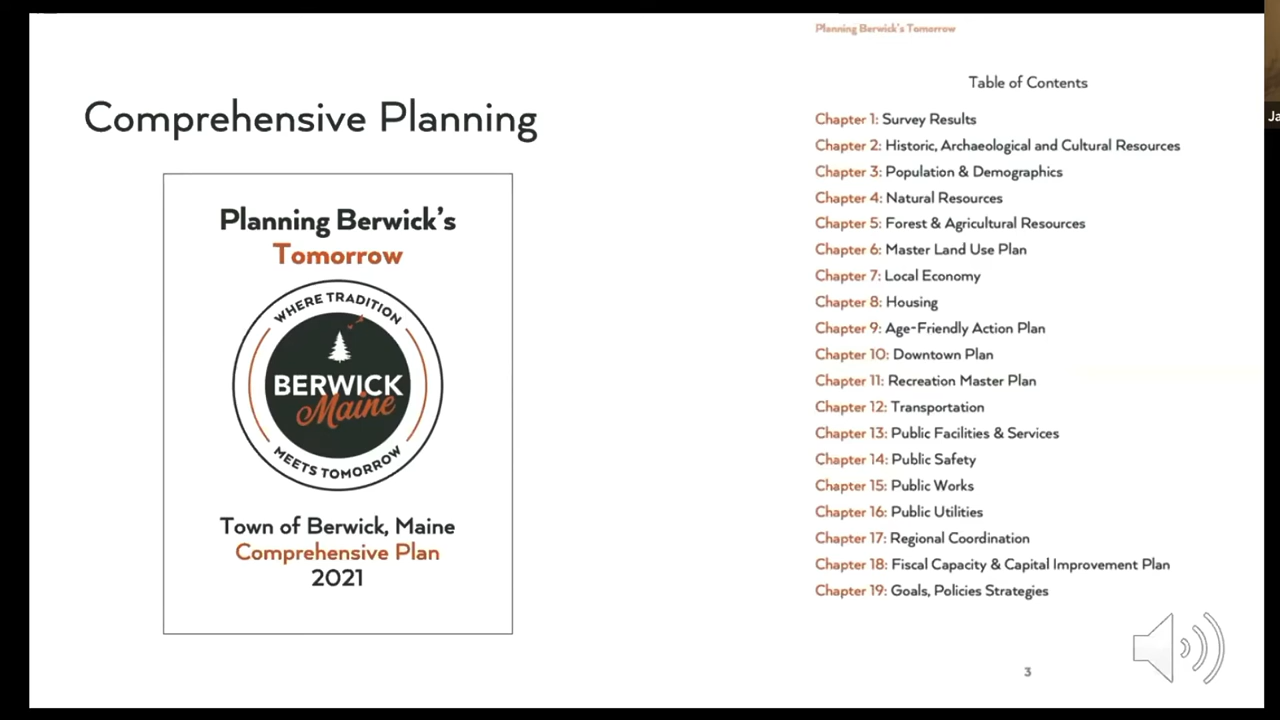 Comprehensive Planning
Planning Berwick's
Tomorrow
WHERE TRADITION
BERWICK
Maine
MEETS TOMORROW
Town of Berwick, Maine
Comprehensive Plan
2021
Planning Berwick's Tomorrow
Table of Contents
Chapter 1: Survey Results
Chapter 2: Historic, Archaeological and Cultural Resources
Chapter 3: Population & Demographics
Chapter 4: Natural Resources
Chapter 5: Forest & Agricultural Resources
Chapter 6: Master Land Use Plan
Chapter 7: Local Economy
Chapter 8: Housing
Chapter 9: Age-Friendly Action Plan
Chapter 10: Downtown Plan
Chapter 11: Recreation Master Plan
Chapter 12: Transportation
Chapter 13: Public Facilities & Services
Chapter 14: Public Safety
Chapter 15: Public Works
Chapter 16: Public Utilities
Chapter 17: Regional Coordination
Chapter 18: Fiscal Capacity & Capital Improvement Plan
Chapter 19: Goals, Policies Strategies
3
Ja